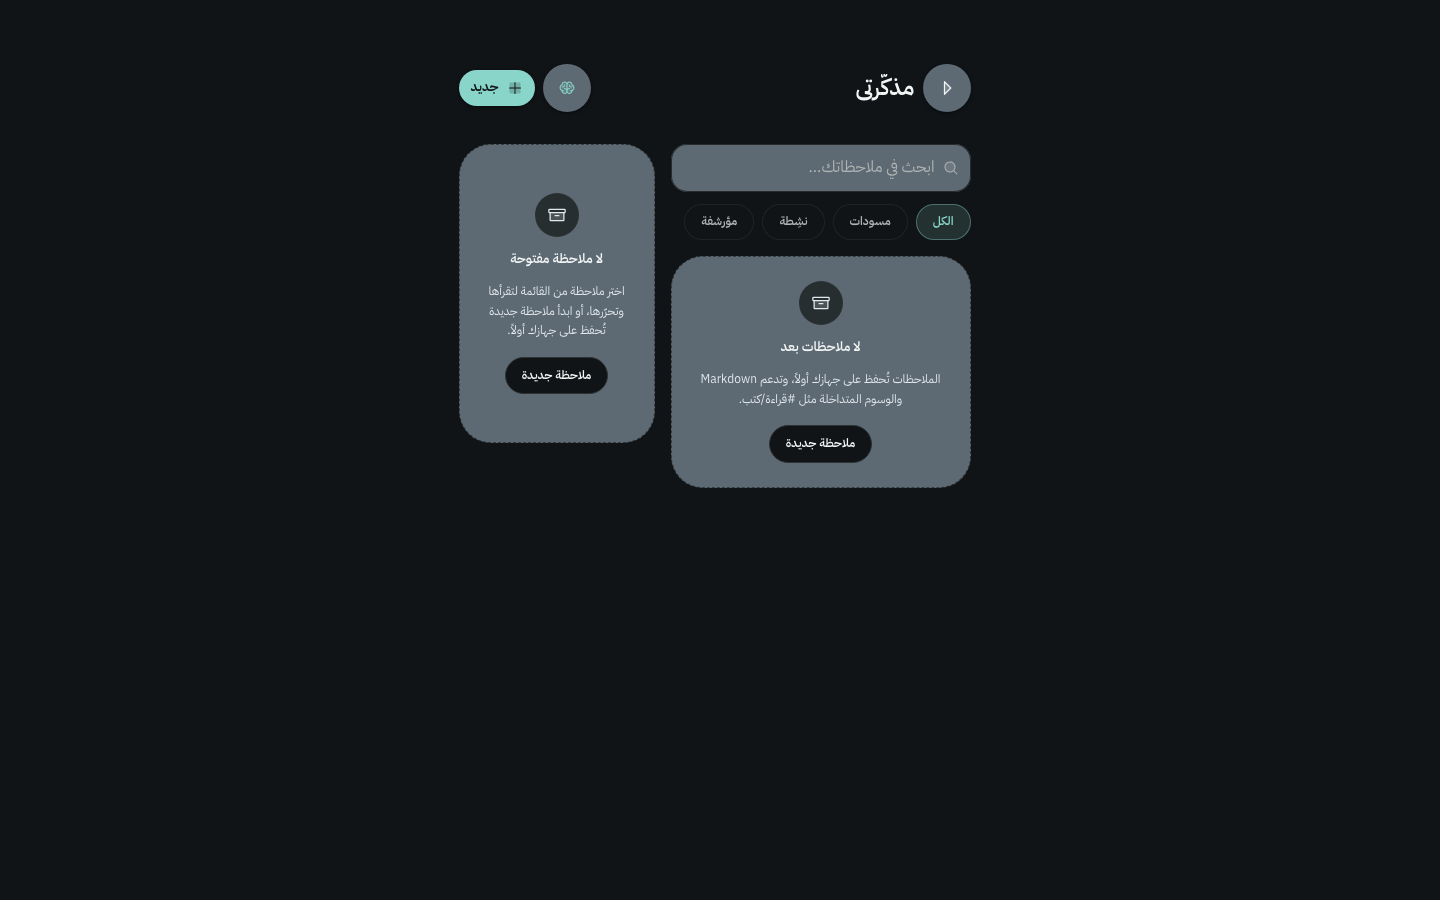 مذكّرتي
جديد
ابحث في ملاحظاتك...
الكل
مسودات
نشِطة
مؤرشفة
لا ملاحظات بعد
الملاحظات تُحفظ على جهازك أولاً، وتدعم Markdown
والوسوم المتداخلة مثل #قراءة/كتب.
ملاحظة جديدة
لا ملاحظة مفتوحة
اختر ملاحظة من القائمة لتقرأها
وتحرّرها، أو ابدأ ملاحظة جديدة
تُحفظ على جهازك أولاً.
ملاحظة جديدة